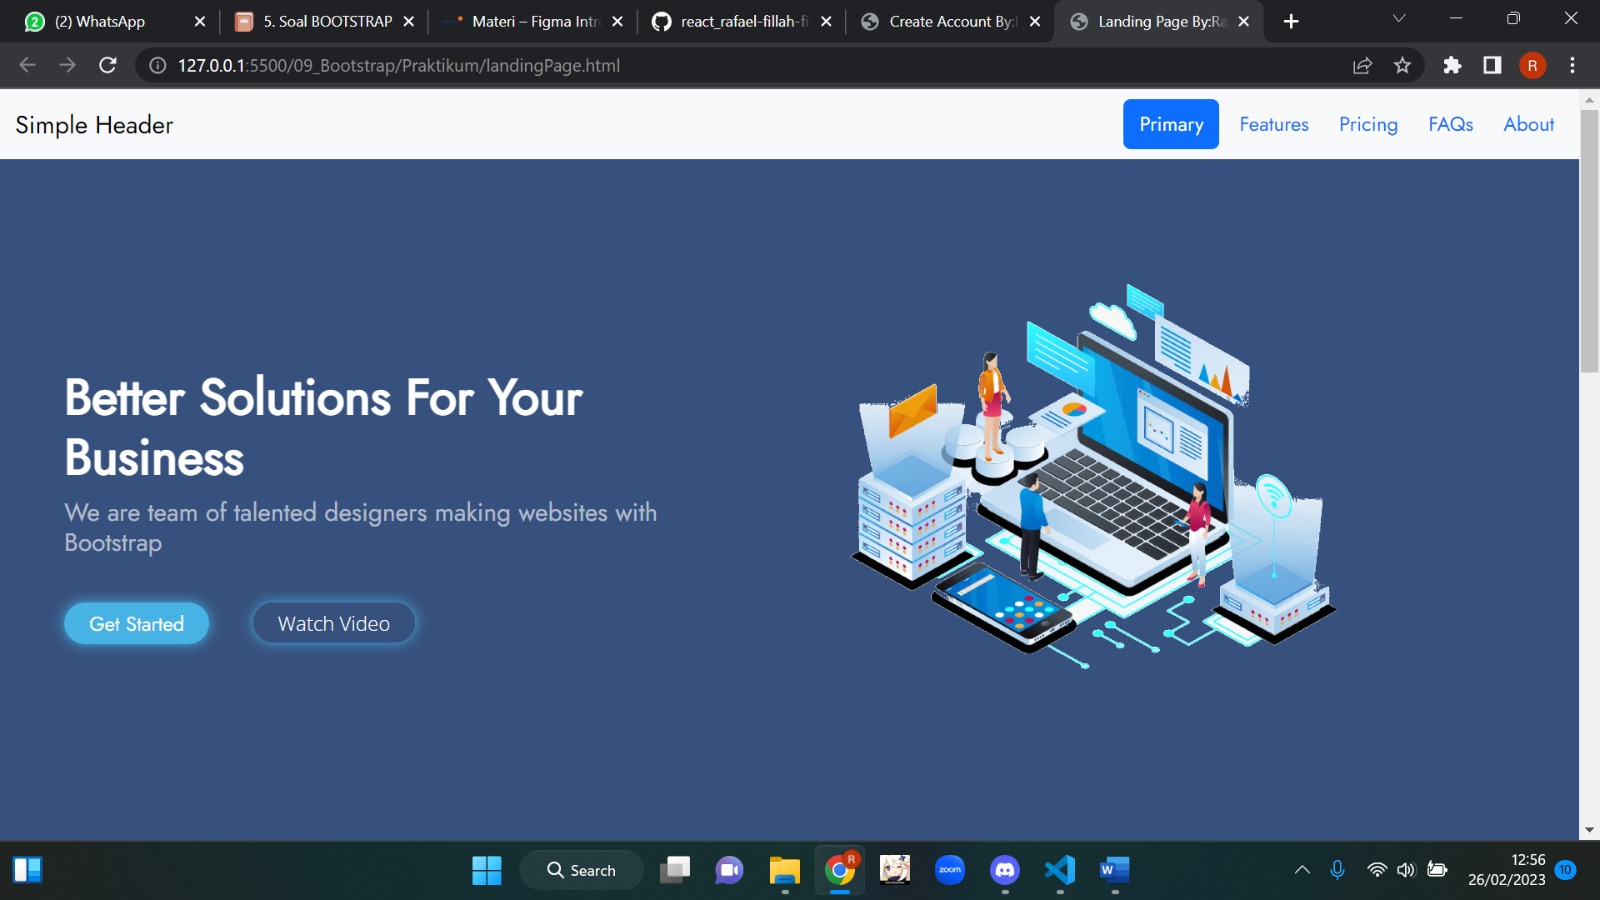 (2) WhatsApp
5. Soal BOOTSTRAP
Materi – Figma Intr
react_rafael-fillah-fi
Create Account By:
Landing Page By:Ra
127.0.0.1:5500/09_Bootstrap/Praktikum/landingPage.html
R
Simple Header
Primary
Features
Pricing
FAQs
About
Better Solutions For Your
Business
We are team of talented designers making websites with
Bootstrap
Get Started
Watch Video
Search
R
zoom
W
12:56
26/02/2023
10